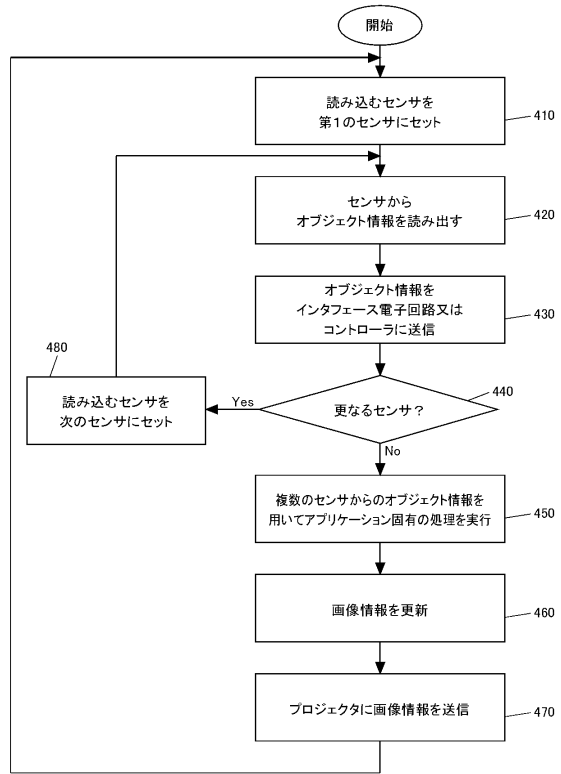 開始
読み込むセンサを
第1のセンサにセット
410
センサから
オブジェクト情報を読み出す
420
オブジェクト情報を
インタフェース電子回路又は
コントローラに送信
430
480
読み込むセンサを
次のセンサにセット
Yes
更なるセンサ?
440
No
複数のセンサからのオブジェクト情報を
用いてアプリケーション固有の処理を実行
450
画像情報を更新
460
プロジェクタに画像情報を送信
470